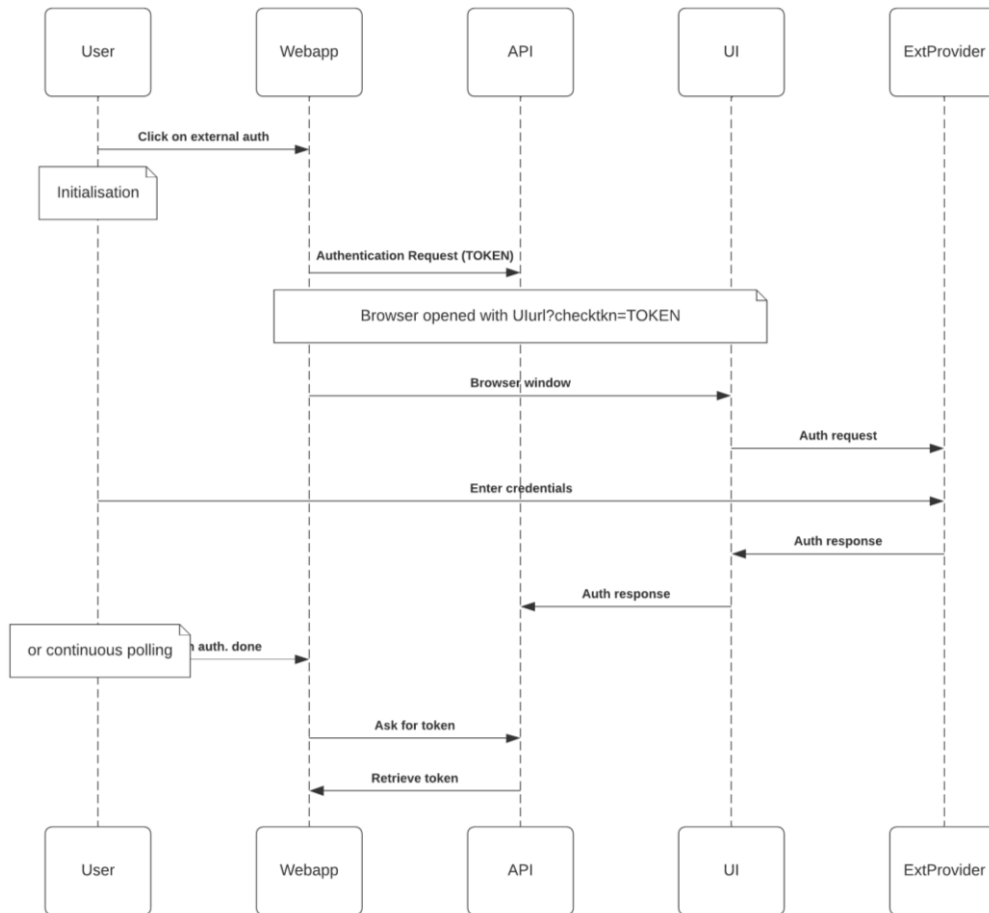 User
Webapp
API
UI
ExtProvider
Click on external auth
Initialisation
Authentication Request (TOKEN)
Browser opened with UIurl?checktkn=TOKEN
Browser window
Auth request
Enter credentials
Auth response
Auth response
or continuous polling
auth. done
Ask for token
Retrieve token
User
Webapp
API
UI
ExtProvider